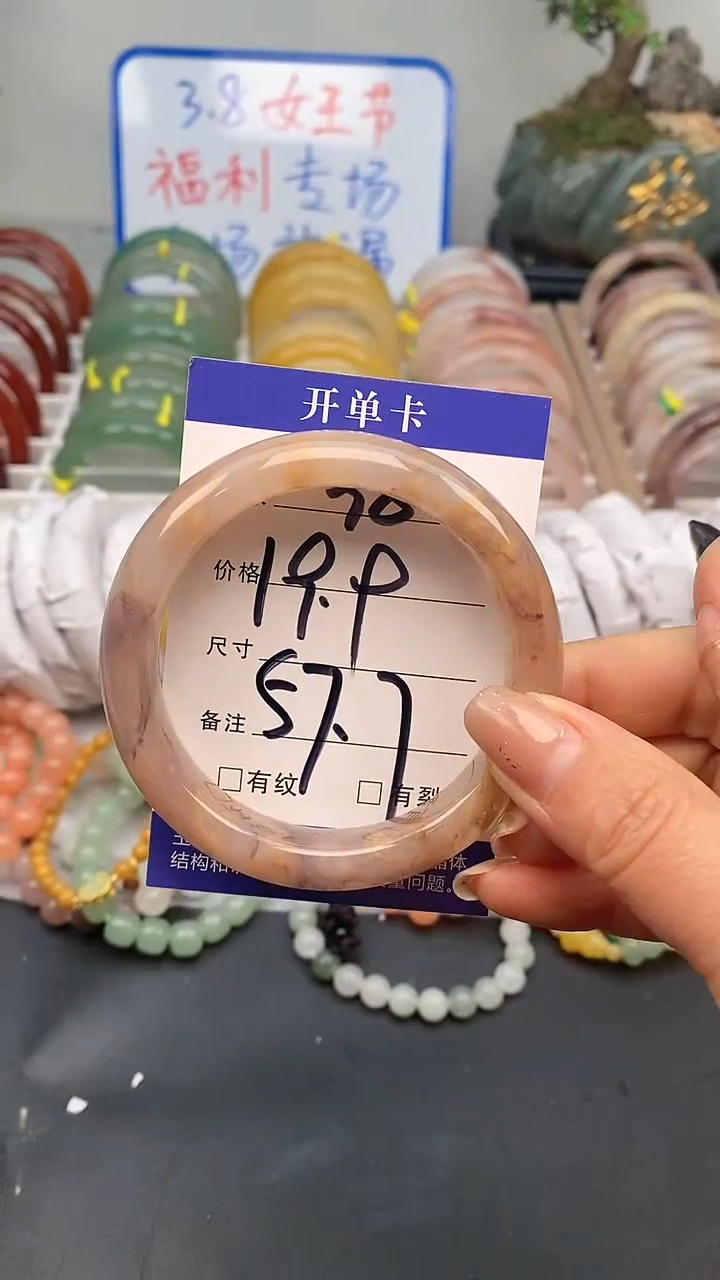 3.8女王节
福利专场
开单卡
70
价格 19.9
尺寸
57.7
备注
□有纹 □有裂